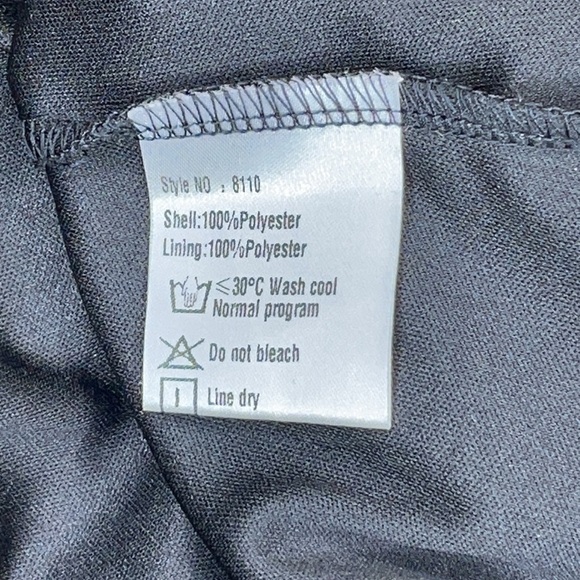 Style NO : 8110
Shell:100%Polyester
Lining:100%Polyester
≤30°C Wash cool
Normal program
Do not bleach
Line dry